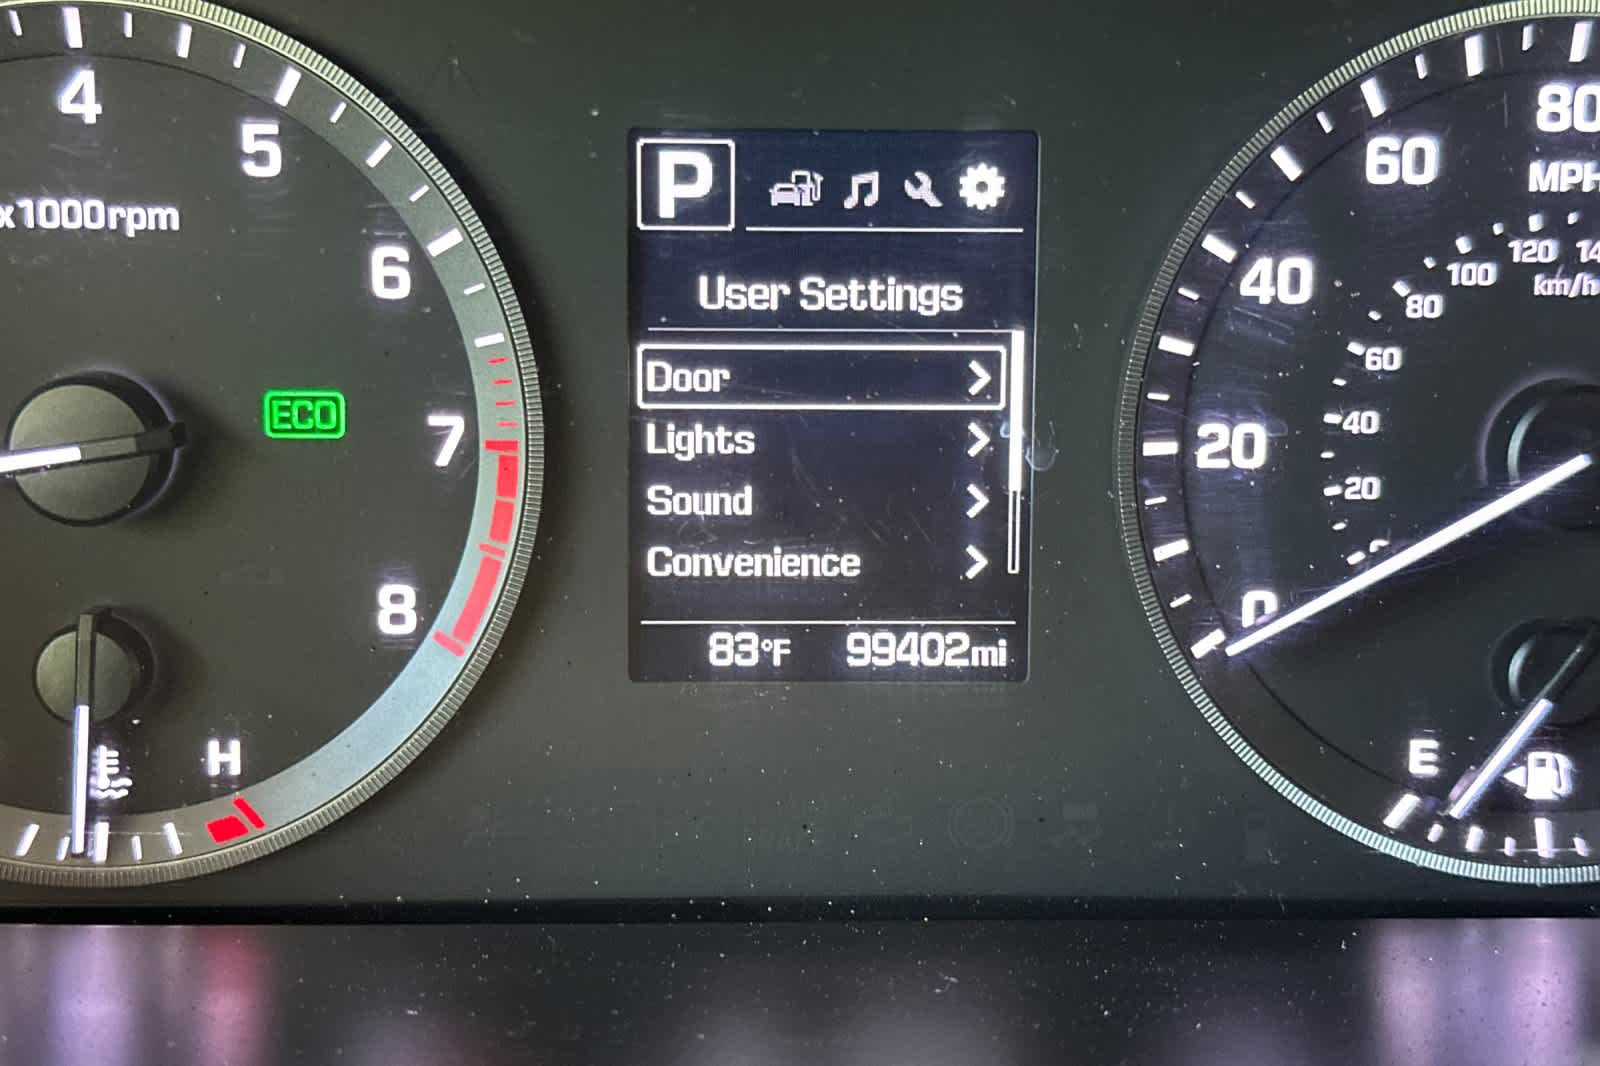 4
5
6
7
8
x1000rpm
ECO
H
P
User Settings
Door
Lights
Sound
Convenience
83°F 99402mi
80
60
40
20
0
MPH
120
100
80
60
40
20
km/h
E